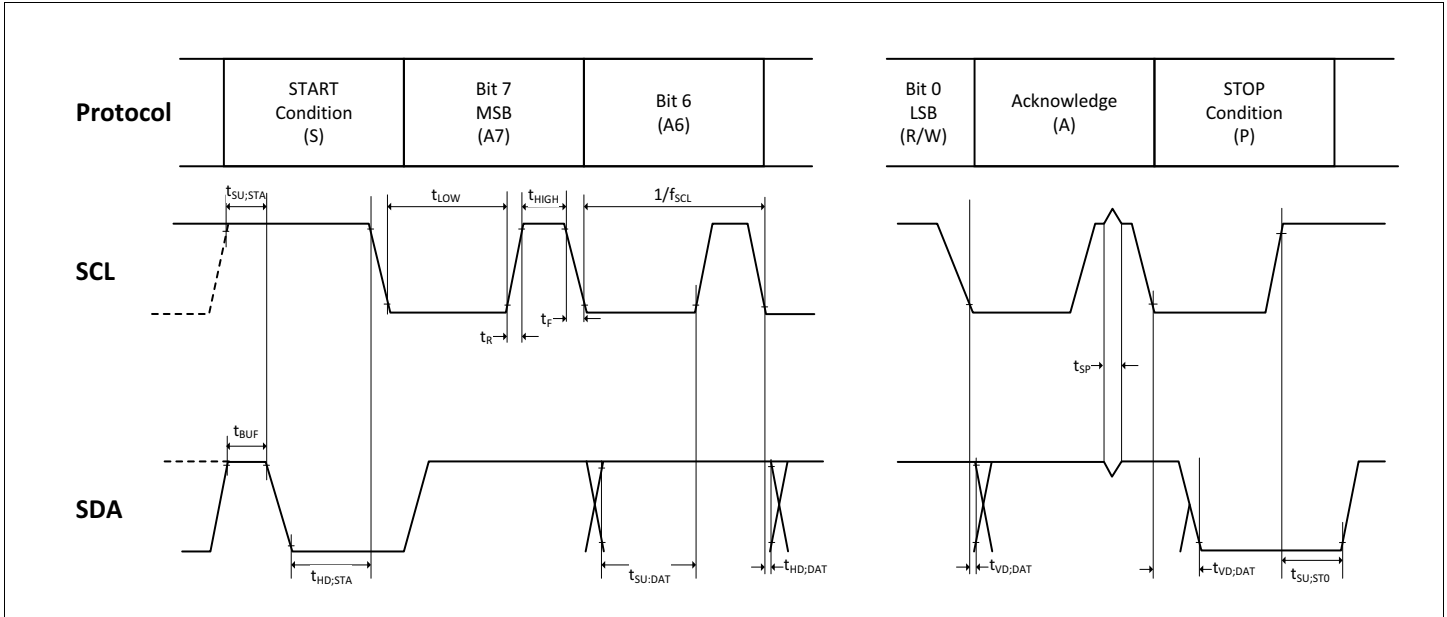 Protocol
START
Condition
(S)
Bit 7
MSB
(A7)
Bit 6
(A6)
Bit 0
LSB
(R/W)
Acknowledge
(A)
STOP
Condition
(P)
tSU;STA
tLOW
tHIGH
1/fSCL
SCL
tR
tF
tSP
tBUF
SDA
tHD;STA
tSU:DAT
tHD;DAT
tVD;DAT
tVD;DAT
tSU;ST0